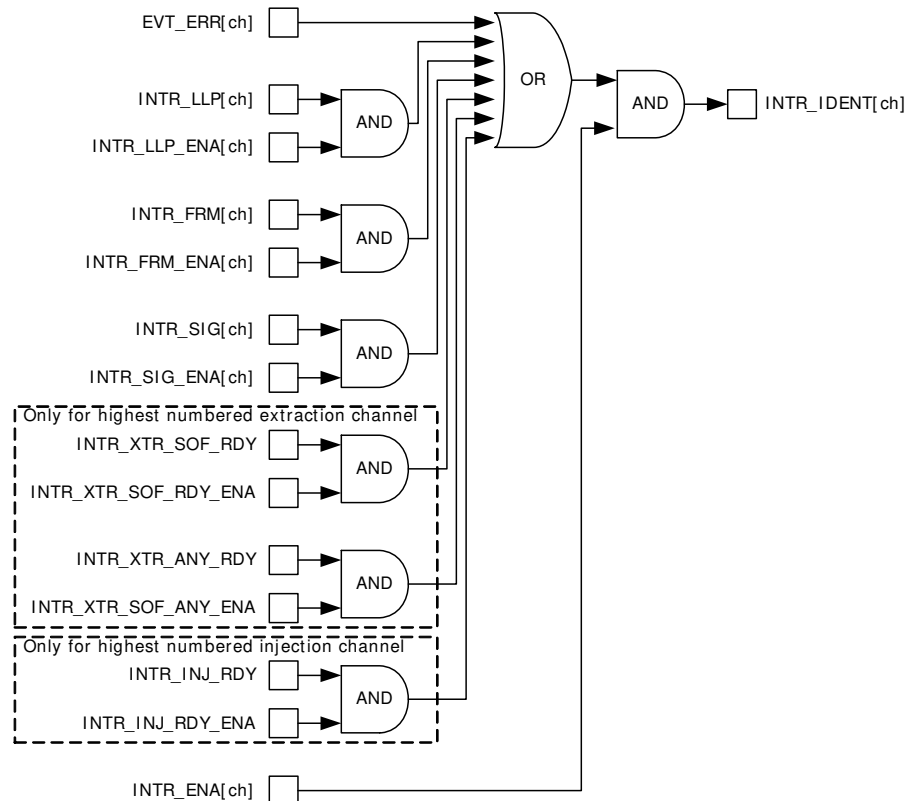 EVT_ERR[ch]
OR
INTR_LLP[ch]
AND
INTR_LLP_ENA[ch]
AND
INTR_IDENT[ch]
INTR_FRM[ch]
AND
INTR_FRM_ENA[ch]
INTR_SIG[ch]
AND
INTR_SIG_ENA[ch]
Only for highest numbered extraction channel
INTR_XTR_SOF_RDY
AND
INTR_XTR_SOF_RDY_ENA
INTR_XTR_ANY_RDY
AND
INTR_XTR_SOF_ANY_ENA
Only for highest numbered injection channel
INTR_INJ_RDY
AND
INTR_INJ_RDY_ENA
INTR_ENA[ch]